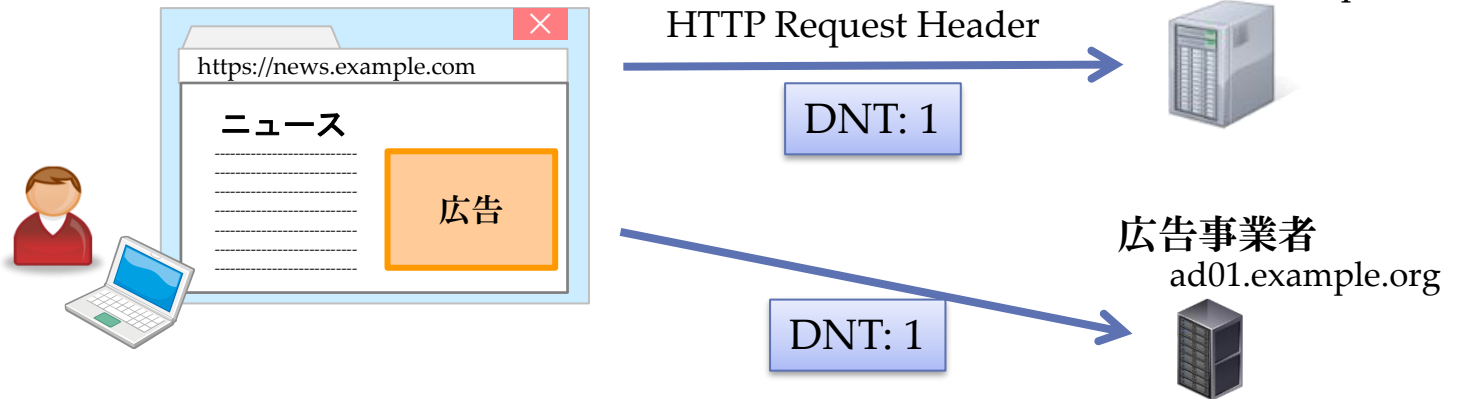 HTTP Request Header
https://news.example.com
DNT: 1
ニュース
広告
広告事業者
ad01.example.org
DNT: 1